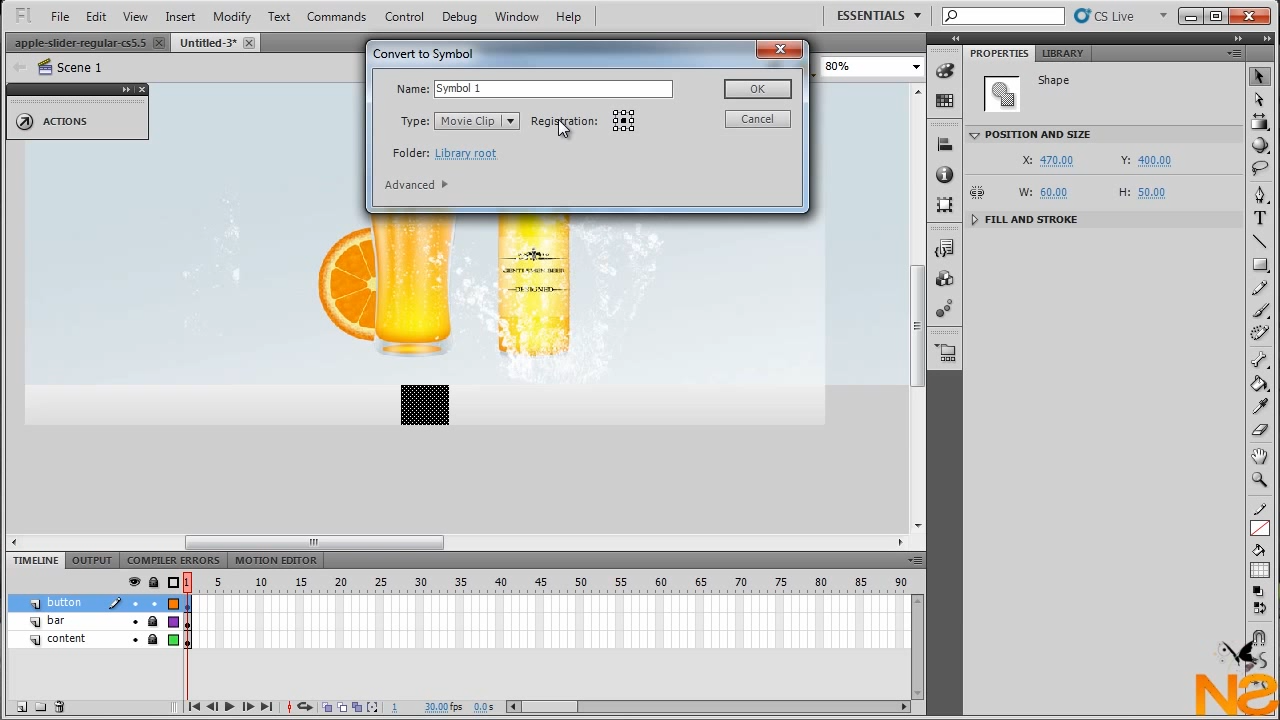 Fl File Edit View Insert Modify Text Commands Control Debug Window Help ESSENTIALS CS Live
apple-slider-regular-cs5.5 Untitled-3*
Scene 1 80%
ACTIONS
Convert to Symbol
Name: Symbol 1 OK
Type: Movie Clip Registration: Cancel
Folder: Library root
Advanced
PROPERTIES LIBRARY
Shape
POSITION AND SIZE
X: 470.00 Y: 400.00
W: 60.00 H: 50.00
FILL AND STROKE
DESIGNED
TIMELINE OUTPUT COMPILER ERRORS MOTION EDITOR
1 5 10 15 20 25 30 35 40 45 50 55 60 65 70 75 80 85 90
button
bar
content
1 30.00 fps 0.0 s
NS